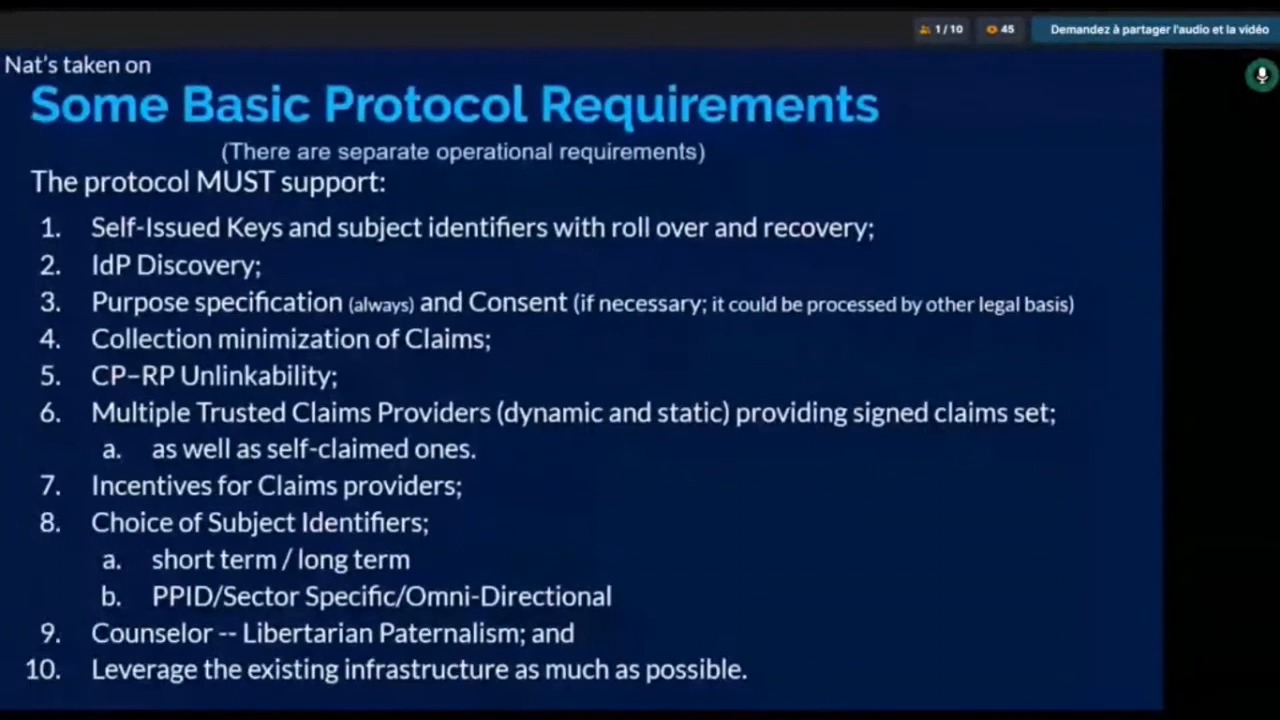 1 / 10
45
Demandez à partager l'audio et la vidéo
Nat's taken on
Some Basic Protocol Requirements
(There are separate operational requirements)
The protocol MUST support:
1. Self-Issued Keys and subject identifiers with roll over and recovery;
2. IdP Discovery;
3. Purpose specification (always) and Consent (if necessary; it could be processed by other legal basis)
4. Collection minimization of Claims;
5. CP–RP Unlinkability;
6. Multiple Trusted Claims Providers (dynamic and static) providing signed claims set;
a. as well as self-claimed ones.
7. Incentives for Claims providers;
8. Choice of Subject Identifiers;
a. short term / long term
b. PPID/Sector Specific/Omni-Directional
9. Counselor -- Libertarian Paternalism; and
10. Leverage the existing infrastructure as much as possible.